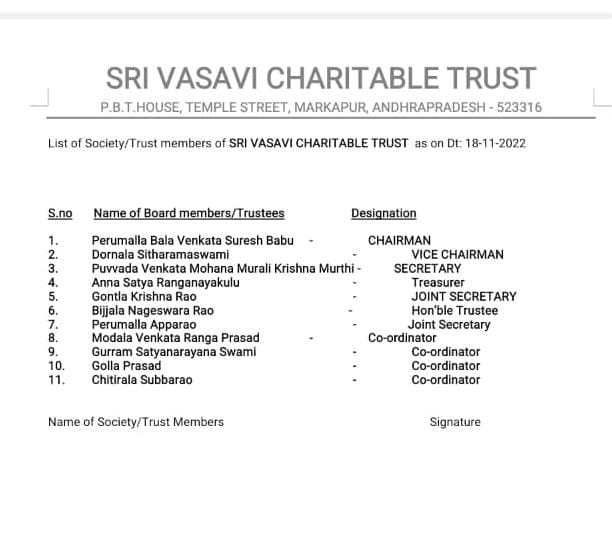 SRI VASAVI CHARITABLE TRUST
P.B.T.HOUSE, TEMPLE STREET, MARKAPUR, ANDHRAPRADESH - 523316
List of Society/Trust members of SRI VASAVI CHARITABLE TRUST as on Dt: 18-11-2022
S.no Name of Board members/Trustees Designation
1. Perumalla Bala Venkata Suresh Babu - CHAIRMAN
2. Dornala Sitharamaswami - VICE CHAIRMAN
3. Puvvada Venkata Mohana Murali Krishna Murthi - SECRETARY
4. Anna Satya Ranganayakulu - Treasurer
5. Gontla Krishna Rao - JOINT SECRETARY
6. Bijjala Nageswara Rao - Hon'ble Trustee
7. Perumalla Apparao - Joint Secretary
8. Modala Venkata Ranga Prasad - Co-ordinator
9. Gurram Satyanarayana Swami - Co-ordinator
10. Golla Prasad - Co-ordinator
11. Chitirala Subbarao - Co-ordinator
Name of Society/Trust Members Signature